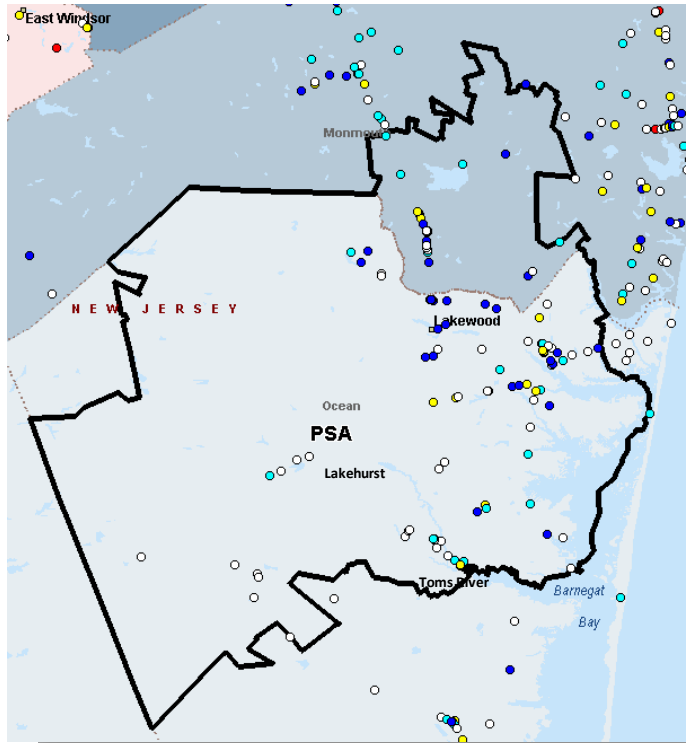 East Windsor
Monmouth
NEW JERSEY
Lakewood
Ocean
PSA
Lakehurst
Toms River
Barnegat
Bay